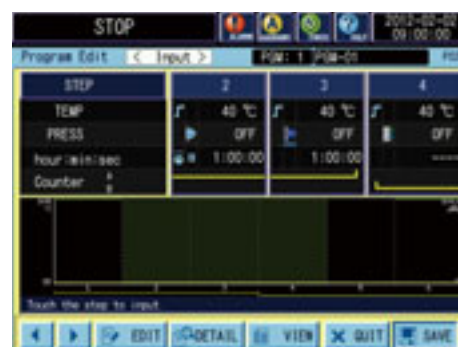 STOP 2012-02-02
09:00:00
Program Edit < Input > PGM: 1 PGM-01
STEP 2 3 4
TEMP 40 ℃ 40 ℃ 40 ℃
PRESS OFF OFF OFF
hour:min:sec 1:00:00 1:00:00 ----
Counter
Touch the step to input
EDIT DETAIL VIEW QUIT SAVE